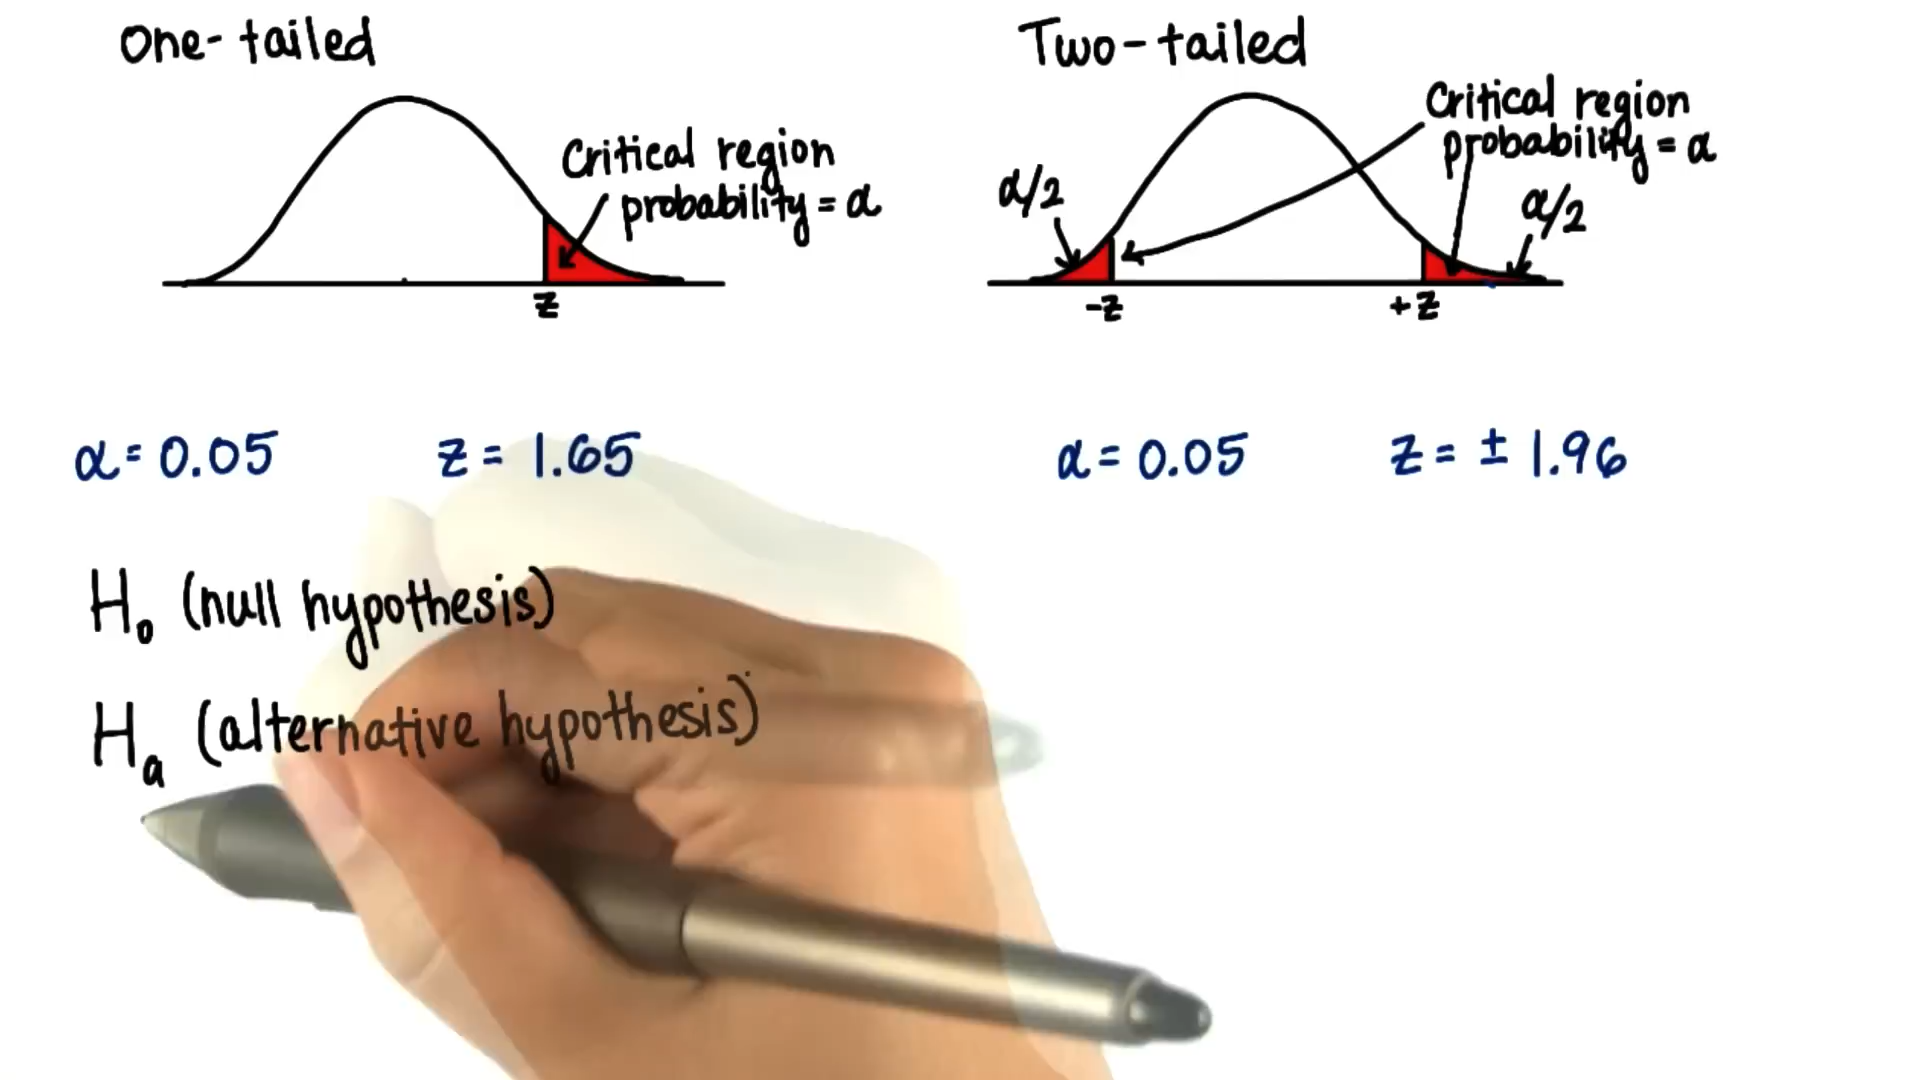 One-tailed
Critical region
probability = α
z
Two-tailed
Critical region
probability = α
α/2
α/2
-z
+z
α = 0.05
z = 1.65
α = 0.05
z = ± 1.96
H₀ (null hypothesis)
Hₐ (alternative hypothesis)